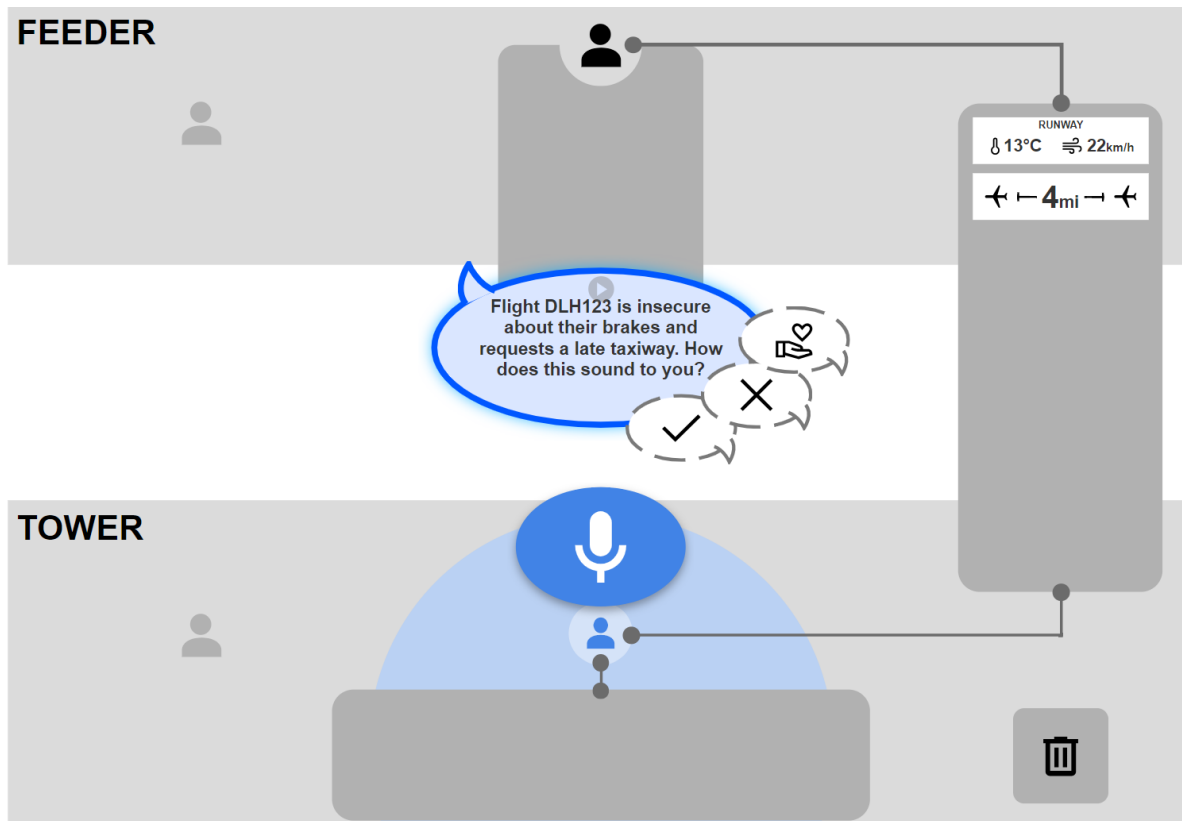 FEEDER
RUNWAY
13°C 22km/h
4mi
Flight DLH123 is insecure
about their brakes and
requests a late taxiway. How
does this sound to you?
TOWER